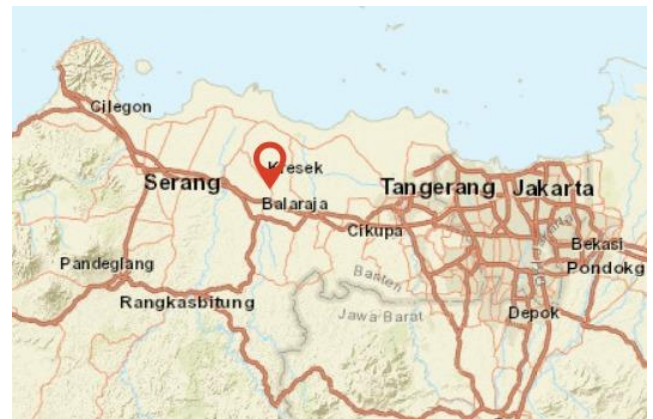 Cilegon
Kresek
Serang
Tangerang
Jakarta
Balaraja
Cikupa
Bekasi
Pandeglang
Banten
Pondokg
Rangkasbitung
Jawa Barat
Depok